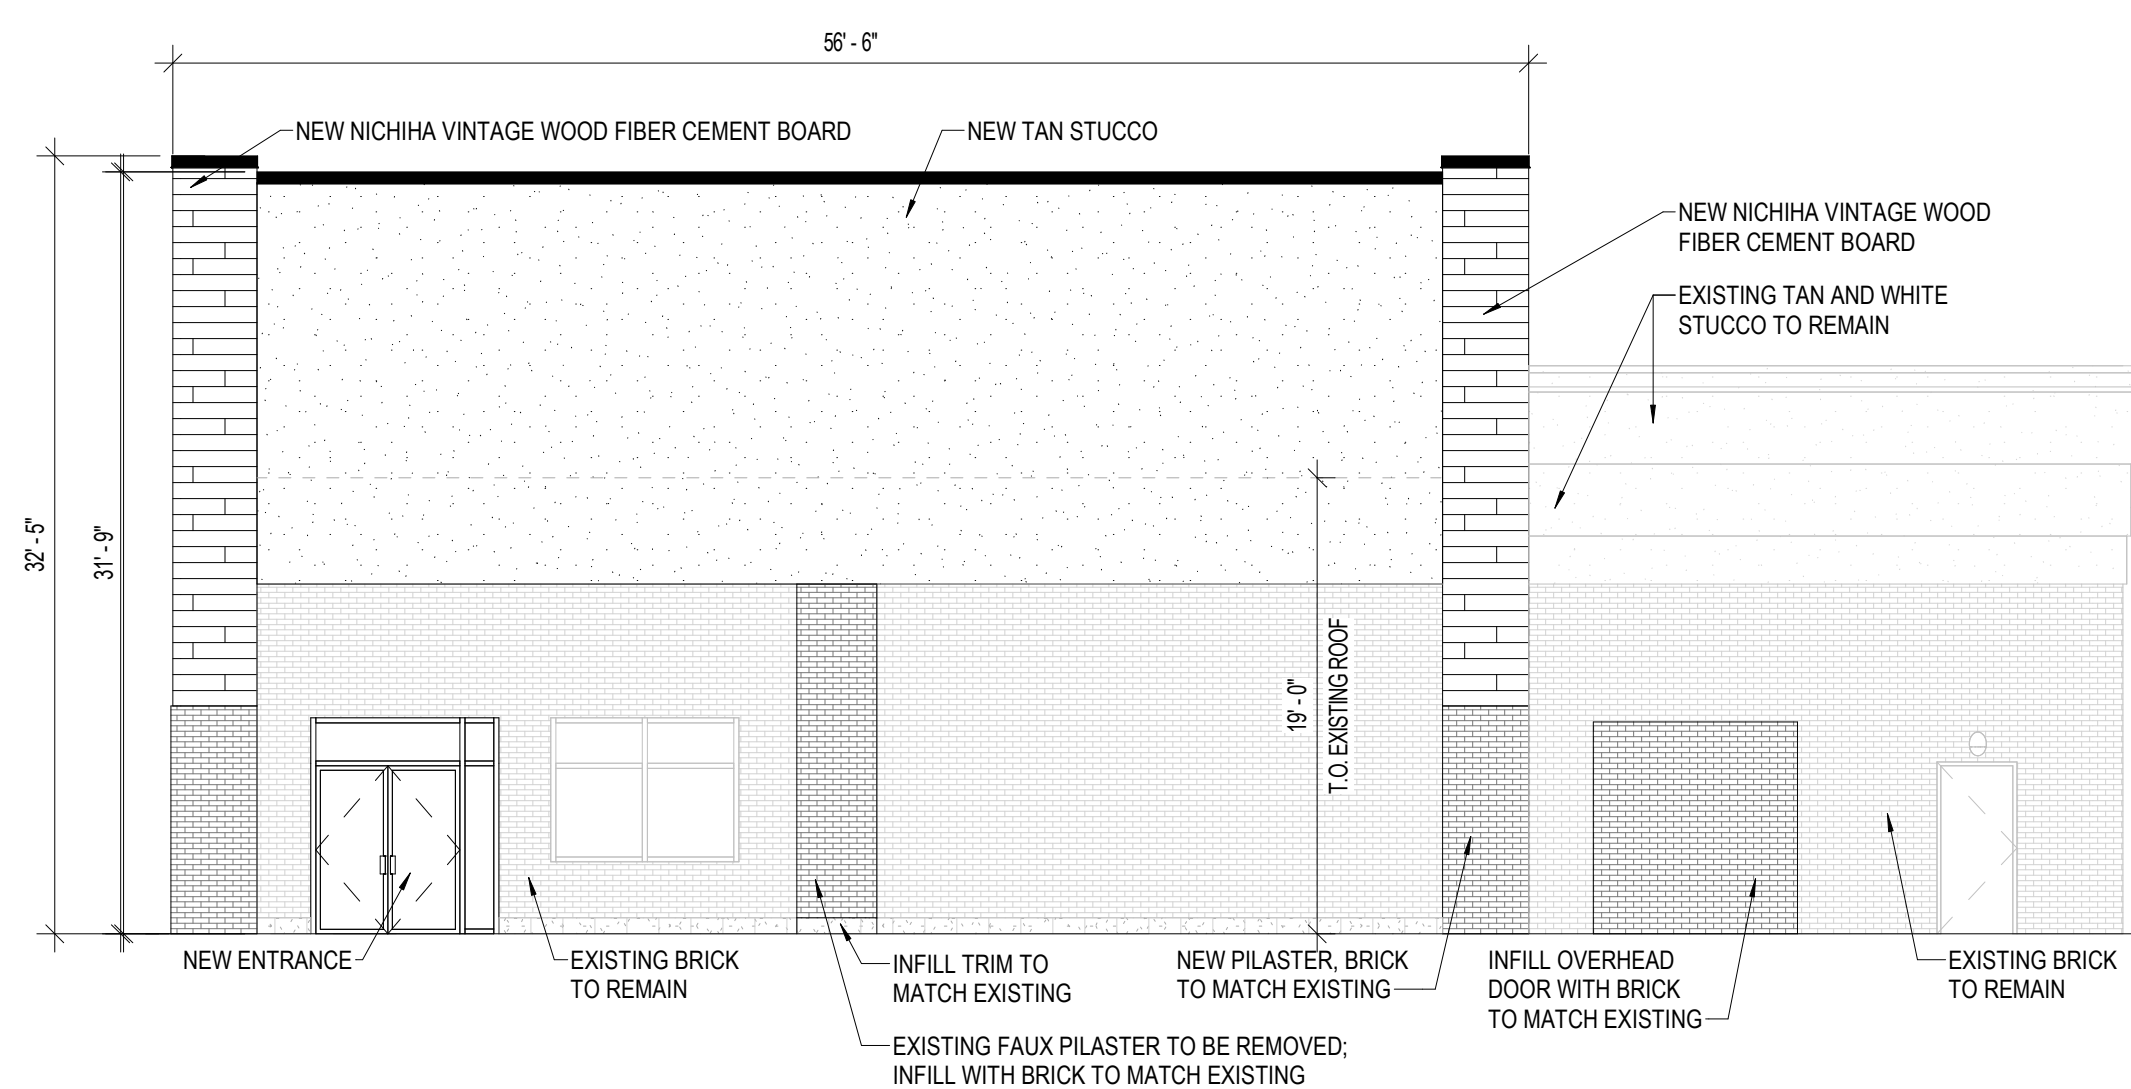 56' - 6"
NEW NICHIHA VINTAGE WOOD FIBER CEMENT BOARD
NEW TAN STUCCO
NEW NICHIHA VINTAGE WOOD
FIBER CEMENT BOARD
EXISTING TAN AND WHITE
STUCCO TO REMAIN
32' - 5"
31' - 9"
19' - 0"
T.O. EXISTING ROOF
NEW ENTRANCE
EXISTING BRICK
TO REMAIN
INFILL TRIM TO
MATCH EXISTING
EXISTING FAUX PILASTER TO BE REMOVED;
INFILL WITH BRICK TO MATCH EXISTING
NEW PILASTER, BRICK
TO MATCH EXISTING
INFILL OVERHEAD
DOOR WITH BRICK
TO MATCH EXISTING
EXISTING BRICK
TO REMAIN